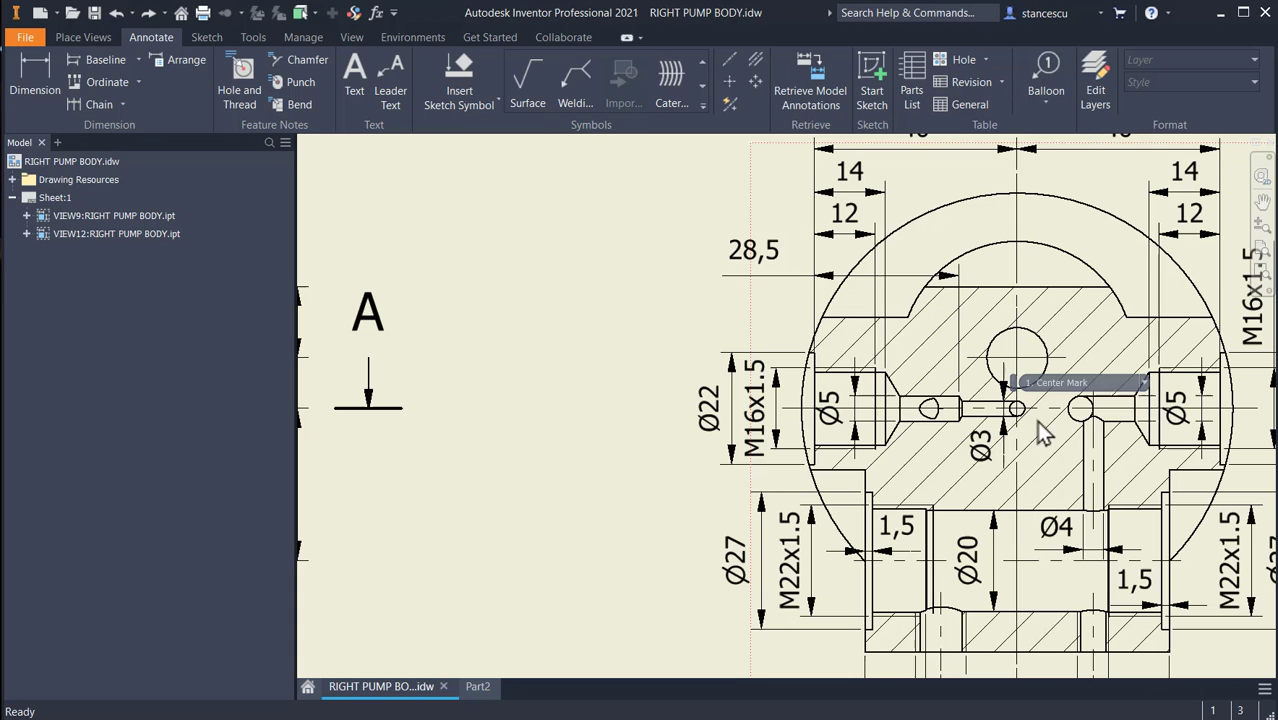 Autodesk Inventor Professional 2021 RIGHT PUMP BODY.idw
Search Help & Commands...
stancescu
File
Place Views
Annotate
Sketch
Tools
Manage
View
Environments
Get Started
Collaborate
Dimension
Baseline
Ordinate
Chain
Arrange
Dimension
Hole and
Thread
Chamfer
Punch
Bend
Feature Notes
Text
Leader
Text
Text
Insert
Sketch Symbol
Surface
Weldi...
Impor...
Cater...
Symbols
Retrieve Model
Annotations
Retrieve
Start
Sketch
Sketch
Parts
List
Hole
Revision
General
Table
Balloon
Edit
Layers
Layer
Style
Format
Model
RIGHT PUMP BODY.idw
Drawing Resources
Sheet:1
VIEW9:RIGHT PUMP BODY.ipt
VIEW12:RIGHT PUMP BODY.ipt
A
14
14
12
12
28,5
M16x1.5
1. Center Mark
Ø22
M16x1.5
Ø5
Ø3
Ø5
Ø27
M22x1.5
1,5
Ø20
Ø4
1,5
M22x1.5
RIGHT PUMP BO...idw
Part2
Ready
1
3